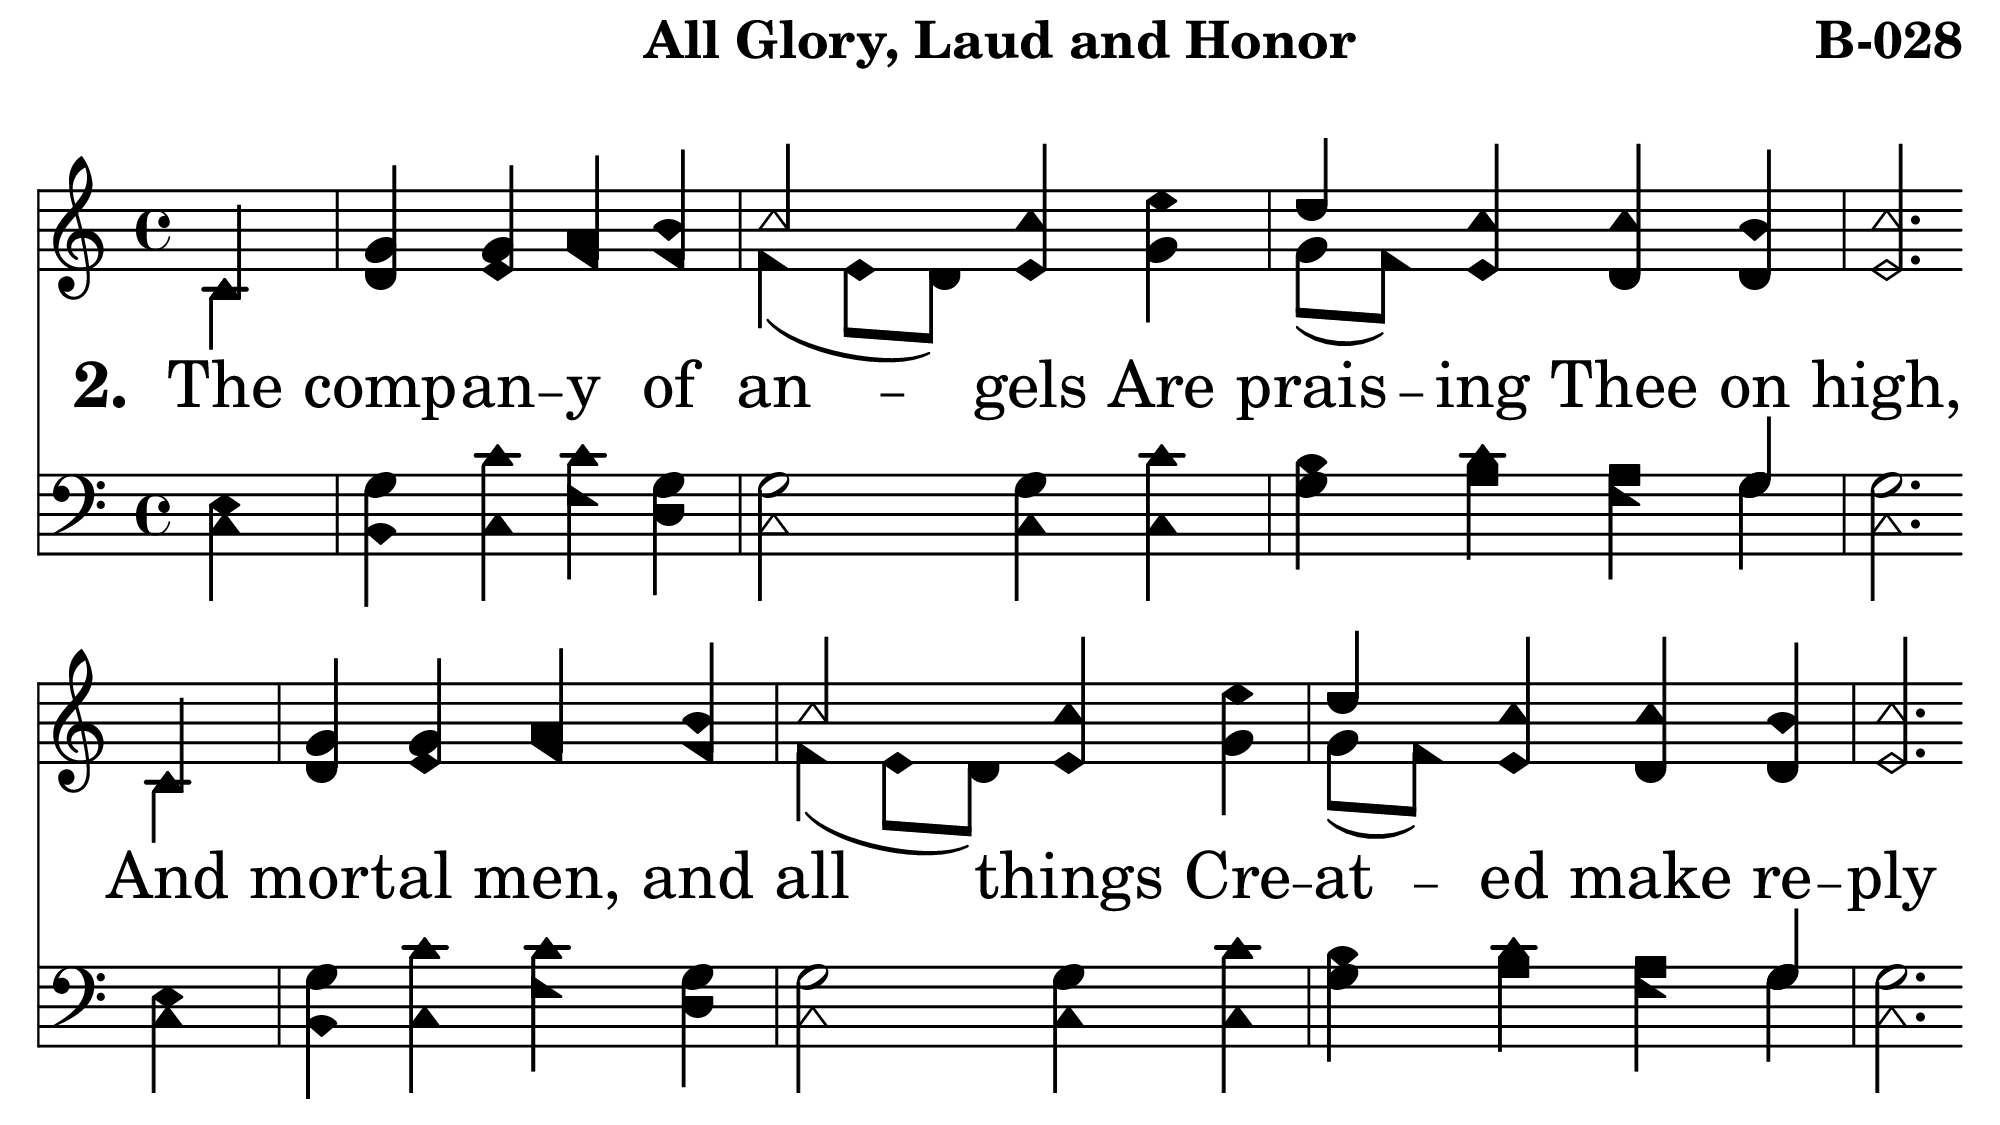 All Glory, Laud and Honor B-028
2. The compan–y of an – gels Are prais–ing Thee on high,
And mortal men, and all things Cre–at – ed make re–ply